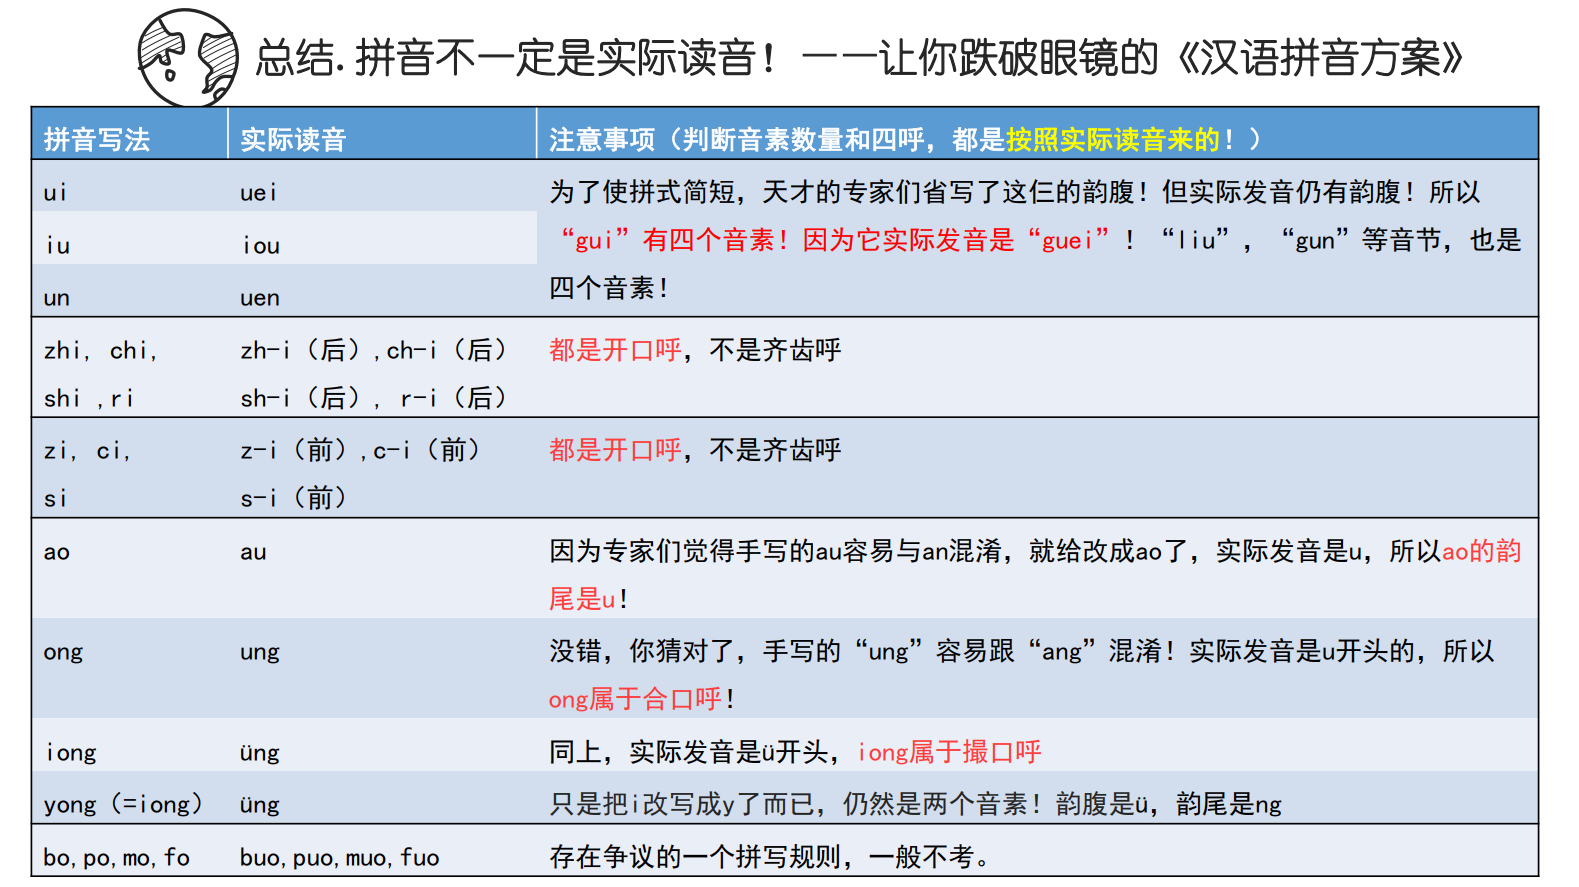 总结.拼音不一定是实际读音！——让你跌破眼镜的《汉语拼音方案》
拼音写法 实际读音 注意事项（判断音素数量和四呼，都是按照实际读音来的！）
ui uei 为了使拼式简短，天才的专家们省写了这仨的韵腹！但实际发音仍有韵腹！所以
iu iou “gui”有四个音素！因为它实际发音是“guei”！“liu”，“gun”等音节，也是
un uen 四个音素！
zhi, chi, zh-i（后）,ch-i（后） 都是开口呼，不是齐齿呼
shi ,ri sh-i（后）, r-i（后）
zi, ci, z-i（前）,c-i（前） 都是开口呼，不是齐齿呼
si s-i（前）
ao au 因为专家们觉得手写的au容易与an混淆，就给改成ao了，实际发音是u，所以ao的韵
尾是u！
ong ung 没错，你猜对了，手写的“ung”容易跟“ang”混淆！实际发音是u开头的，所以
ong属于合口呼！
iong üng 同上，实际发音是ü开头，iong属于撮口呼
yong（=iong） üng 只是把i改写成y了而已，仍然是两个音素！韵腹是ü，韵尾是ng
bo,po,mo,fo buo,puo,muo,fuo 存在争议的一个拼写规则，一般不考。